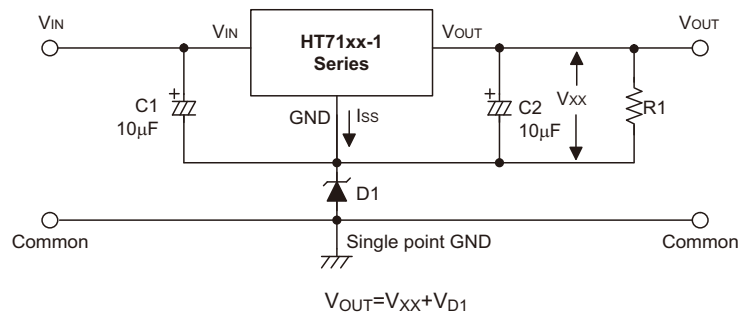 VIN
VIN
HT71xx-1
Series
VOUT
VOUT
C1
10μF
GND
ISS
C2
10μF
VXX
R1
D1
Common
Single point GND
Common
VOUT=VXX+VD1